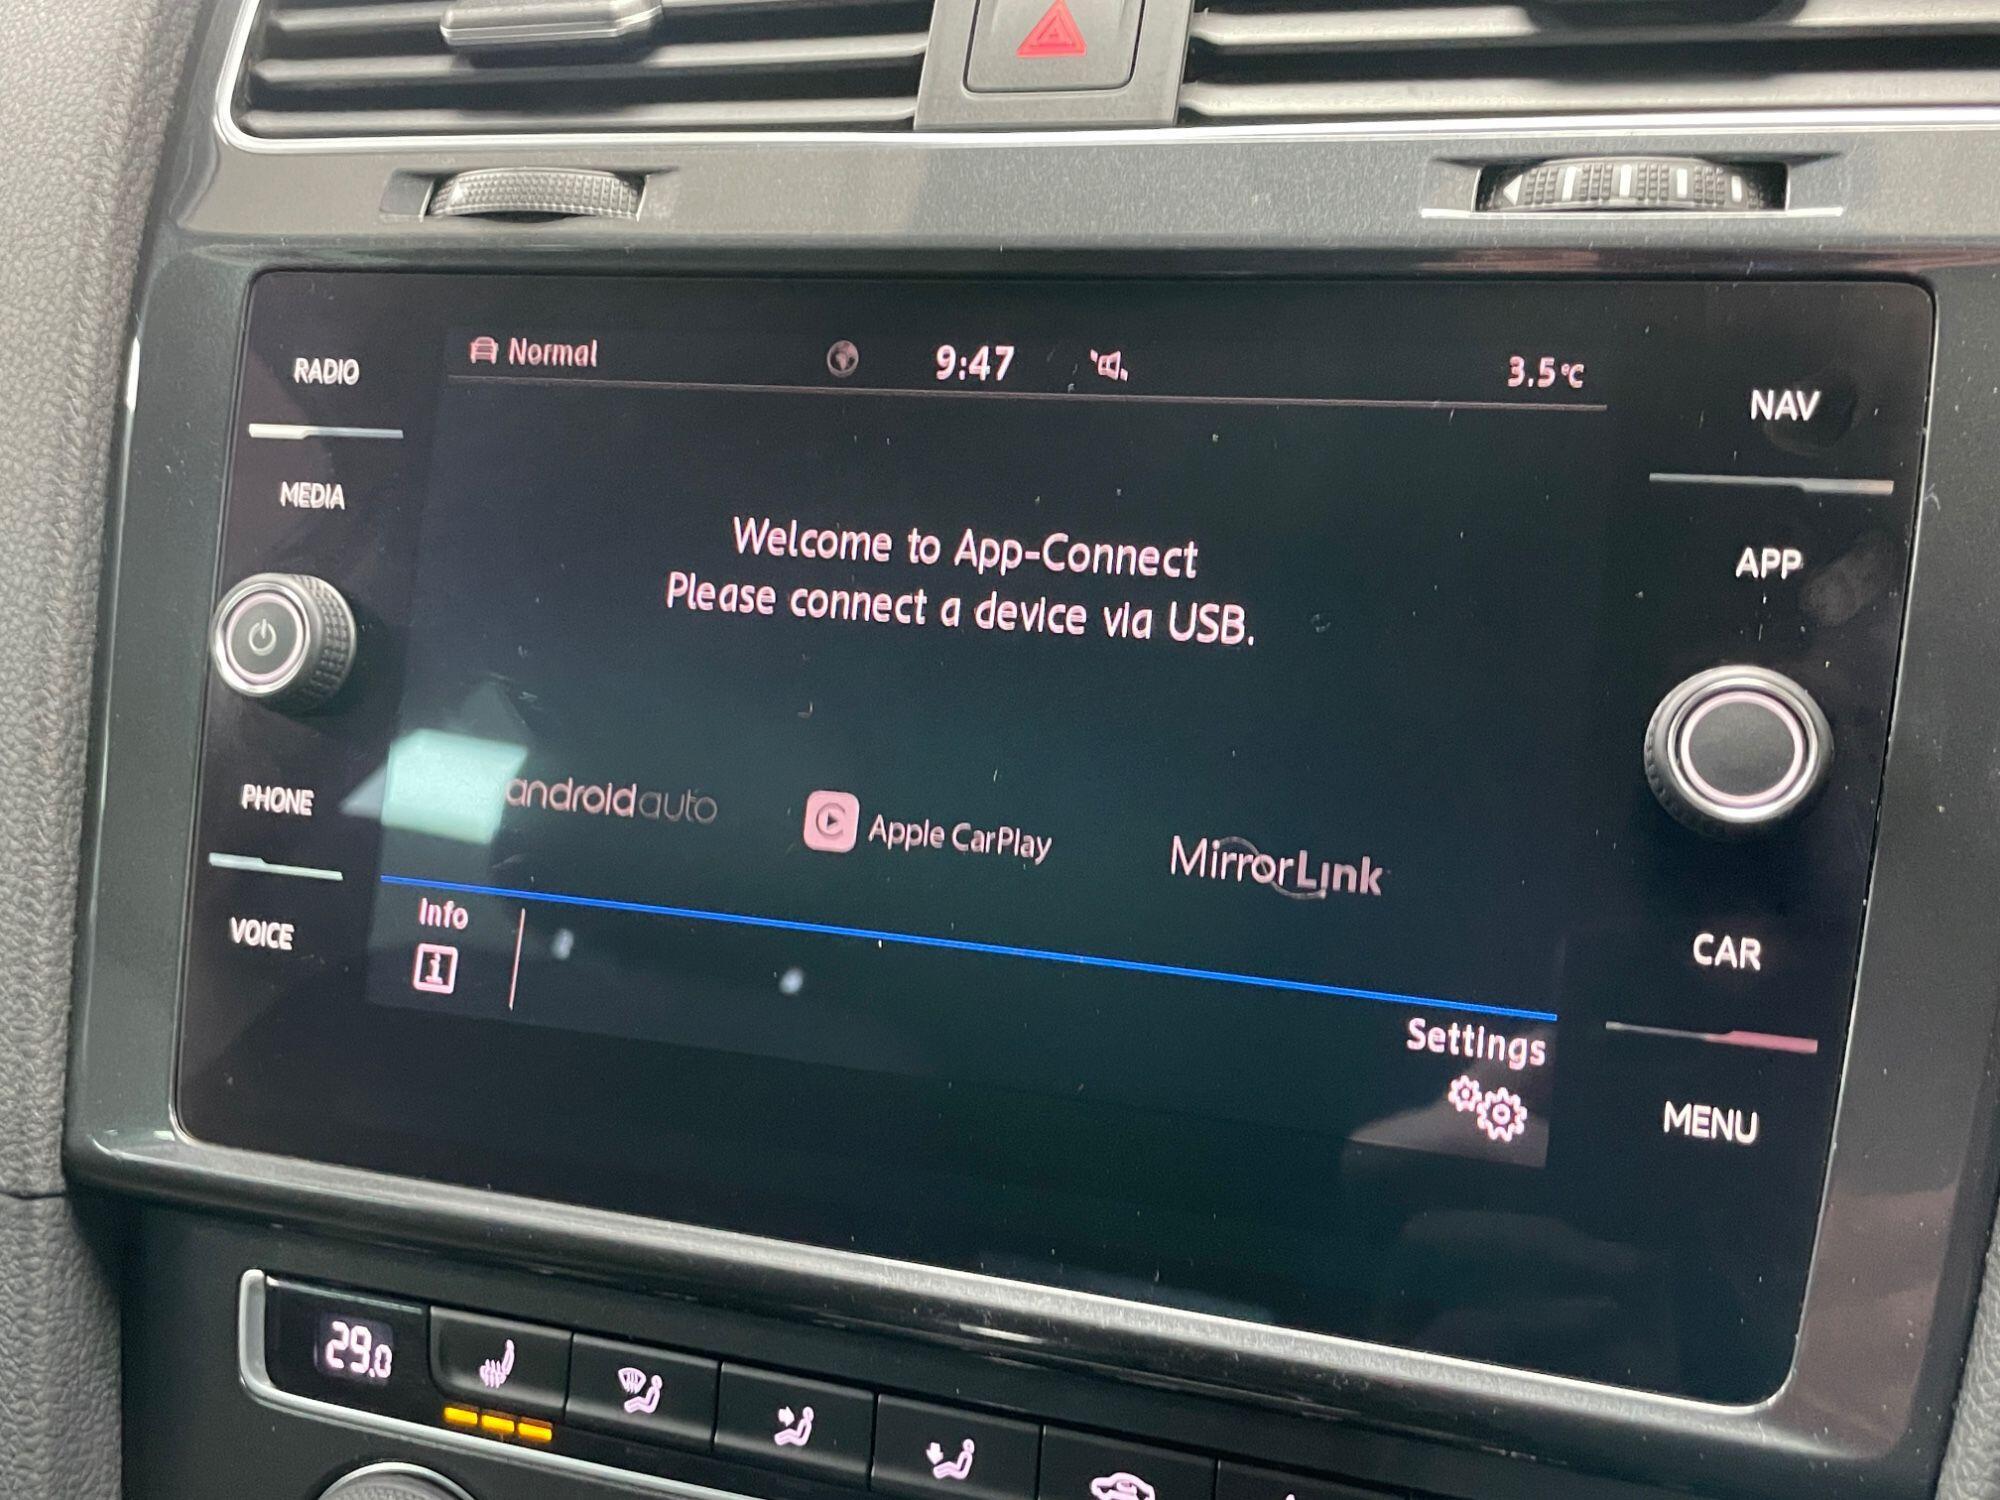 RADIO
MEDIA
PHONE
VOICE
Normal
9:47
3.5°C
Welcome to App-Connect
Please connect a device via USB.
androidauto
Apple CarPlay
MirrorLink
Info
Settings
NAV
APP
CAR
MENU
29.0